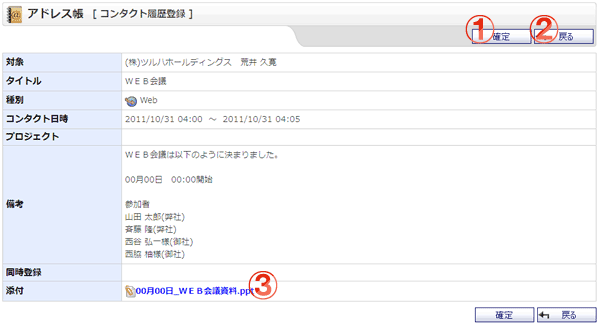 アドレス帳 [ コンタクト履歴登録 ]
① 確定 ② 戻る
対象 (株)ツルハホールディングス 荒井 久寛
タイトル ＷＥＢ会議
種別 Web
コンタクト日時 2011/10/31 04:00 ～ 2011/10/31 04:05
プロジェクト
備考
ＷＥＢ会議は以下のように決まりました。
00月00日 00:00開始
参加者
山田 太郎(弊社)
斉藤 隆(弊社)
西谷 弘一様(御社)
西脇 柚様(御社)
同時登録
添付 00月00日_ＷＥＢ会議資料.ppt ③
確定 戻る